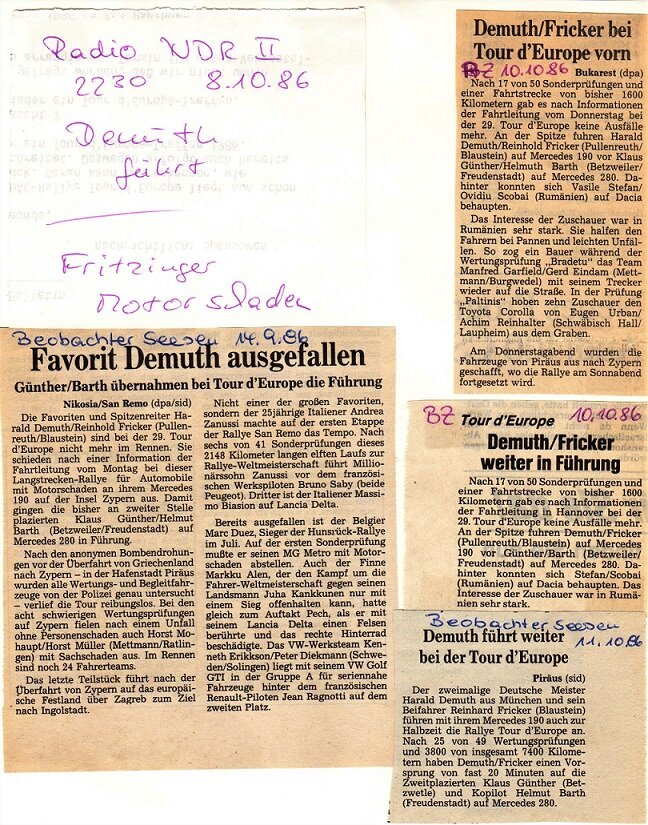 Radio WDR II
2230 8.10.86
Demuth
führt
Fritzinger
Motorschaden
Demuth/Fricker bei
Tour d'Europe vorn
BZ 10.10.86 Bukarest (dpa)
Nach 17 von 50 Sonderprüfungen und
einer Fahrtstrecke von bisher 1600
Kilometern gab es nach Informationen
der Fahrtleitung vom Donnerstag bei
der 29. Tour d'Europe keine Ausfälle
mehr. An der Spitze fuhren Harald
Demuth/Reinhold Fricker (Pullenreuth/
Blaustein) auf Mercedes 190 vor Klaus
Günther/Helmuth Barth (Betzweiler/
Freudenstadt) auf Mercedes 280. Da-
hinter konnten sich Vasile Stefan/
Ovidiu Scobai (Rumänien) auf Dacia
behaupten.
Das Interesse der Zuschauer war in
Rumänien sehr stark. Sie halfen den
Fahrern bei Pannen und leichten Unfäl-
len. So zog ein Bauer während der
Wertungsprüfung „Bradetu" das Team
Manfred Garfield/Gerd Eindam (Mett-
mann/Burgwedel) mit seinem Trecker
wieder auf die Straße. In der Prüfung
„Paltinis" hoben zehn Zuschauer den
Toyota Corolla von Eugen Urban/
Achim Reinhalter (Schwäbisch Hall/
Laupheim) aus dem Graben.
Am Donnerstagabend wurden die
Fahrzeuge von Piräus aus nach Zypern
geschafft, wo die Rallye am Sonnabend
fortgesetzt wird.
Beobachter Seesen 14.9.86
Favorit Demuth ausgefallen
Günther/Barth übernahmen bei Tour d'Europe die Führung
Nikosia/San Remo (dpa/sid)
Die Favoriten und Spitzenreiter Ha-
rald Demuth/Reinhold Fricker (Pullen-
reuth/Blaustein) sind bei der 29. Tour
d'Europe nicht mehr im Rennen. Sie
schieden nach einer Information der
Fahrtleitung vom Montag bei dieser
Langstrecken-Rallye für Automobile
mit Motorschaden an ihrem Mercedes
190 auf der Insel Zypern aus. Damit
gingen die bisher an zweiter Stelle
plazierten Klaus Günther/Helmut
Barth (Betzweiler/Freudenstadt) auf
Mercedes 280 in Führung.
Nach den anonymen Bombendrohun-
gen vor der Überfahrt von Griechenland
nach Zypern – in der Hafenstadt Piräus
wurden alle Wertungs- und Begleitfahr-
zeuge von der Polizei genau untersucht
– verlief die Tour reibungslos. Bei den
acht schwierigen Wertungsprüfungen
auf Zypern fielen nach einem Unfall
ohne Personenschaden auch Horst Mo-
haupt/Horst Müller (Mettmann/Ratlin-
gen) mit Sachschaden aus. Im Rennen
sind noch 24 Fahrerteams.
Das letzte Teilstück führt nach der
Überfahrt von Zypern auf das europäi-
sche Festland über Zagreb zum Ziel
nach Ingolstadt.
Nicht einer der großen Favoriten,
sondern der 25jährige Italiener Andrea
Zanussi machte auf der ersten Etappe
der Rallye San Remo das Tempo. Nach
sechs von 41 Sonderprüfungen dieses
2148 Kilometer langen elften Laufs zur
Rallye-Weltmeisterschaft führt Millio-
närssohn Zanussi vor dem französi-
schen Werkspiloten Bruno Saby (beide
Peugeot). Dritter ist der Italiener Mas-
simo Biasion auf Lancia Delta.
Bereits ausgefallen ist der Belgier
Marc Duez, Sieger der Hunsrück-Rallye
im Juli. Auf der ersten Sonderprüfung
mußte er seinen MG Metro mit Motor-
schaden abstellen. Auch der Finne
Markku Alen, der den Kampf um die
Fahrer-Weltmeisterschaft gegen seinen
Landsmann Juha Kankkunen nur mit
einem Sieg offenhalten kann, hatte
gleich zum Auftakt Pech, als er mit
seinem Lancia Delta einen Felsen
berührte und das rechte Hinterrad
beschädigte. Das VW-Werksteam Ken-
neth Erikkson/Peter Diekmann (Schwe-
den/Solingen) liegt mit seinem VW Golf
GTI in der Gruppe A für seriennahe
Fahrzeuge hinter dem französischen
Renault-Piloten Jean Ragnotti auf dem
zweiten Platz.
BZ Tour d'Europe 10.10.86
Demuth/Fricker
weiter in Führung
Nach 17 von 50 Sonderprüfungen und
einer Fahrtstrecke von bisher 1600
Kilometern gab es nach Informationen
der Fahrtleitung in Hannover bei der
29. Tour d'Europe keine Ausfälle mehr.
An der Spitze fuhren Demuth/Fricker
(Pullenreuth/Blaustein) auf Mercedes
190 vor Günther/Barth (Betzweiler/
Freudenstadt) auf Mercedes 280. Da-
hinter konnten sich Stefan/Scobai
(Rumänien) auf Dacia behaupten. Das
Interesse der Zuschauer war in Rumä-
nien sehr stark.
Beobachter Seesen
11.10.86
Demuth führt weiter
bei der Tour d'Europe
Piräus (sid)
Der zweimalige Deutsche Meister
Harald Demuth aus München und sein
Beifahrer Reinhard Fricker (Blaustein)
führen mit ihrem Mercedes 190 auch zur
Halbzeit die Rallye Tour d'Europe an.
Nach 25 von 49 Wertungsprüfungen
und 3800 von insgesamt 7400 Kilome-
tern haben Demuth/Fricker einen Vor-
sprung von fast 20 Minuten auf die
Zweitplazierten Klaus Günther (Bet-
zwetle) und Kopilot Helmut Barth
(Freudenstadt) auf Mercedes 280.